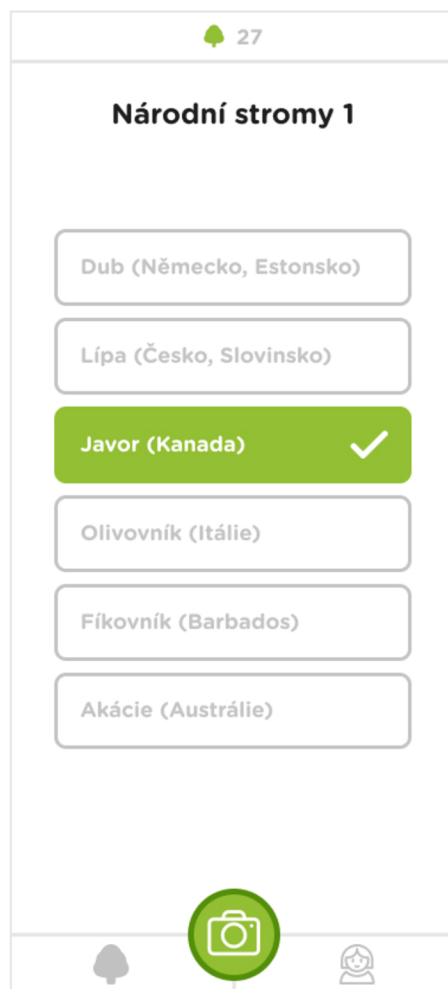 27
Národní stromy 1
Dub (Německo, Estonsko)
Lípa (Česko, Slovinsko)
Javor (Kanada)
Olivovník (Itálie)
Fíkovník (Barbados)
Akácie (Austrálie)